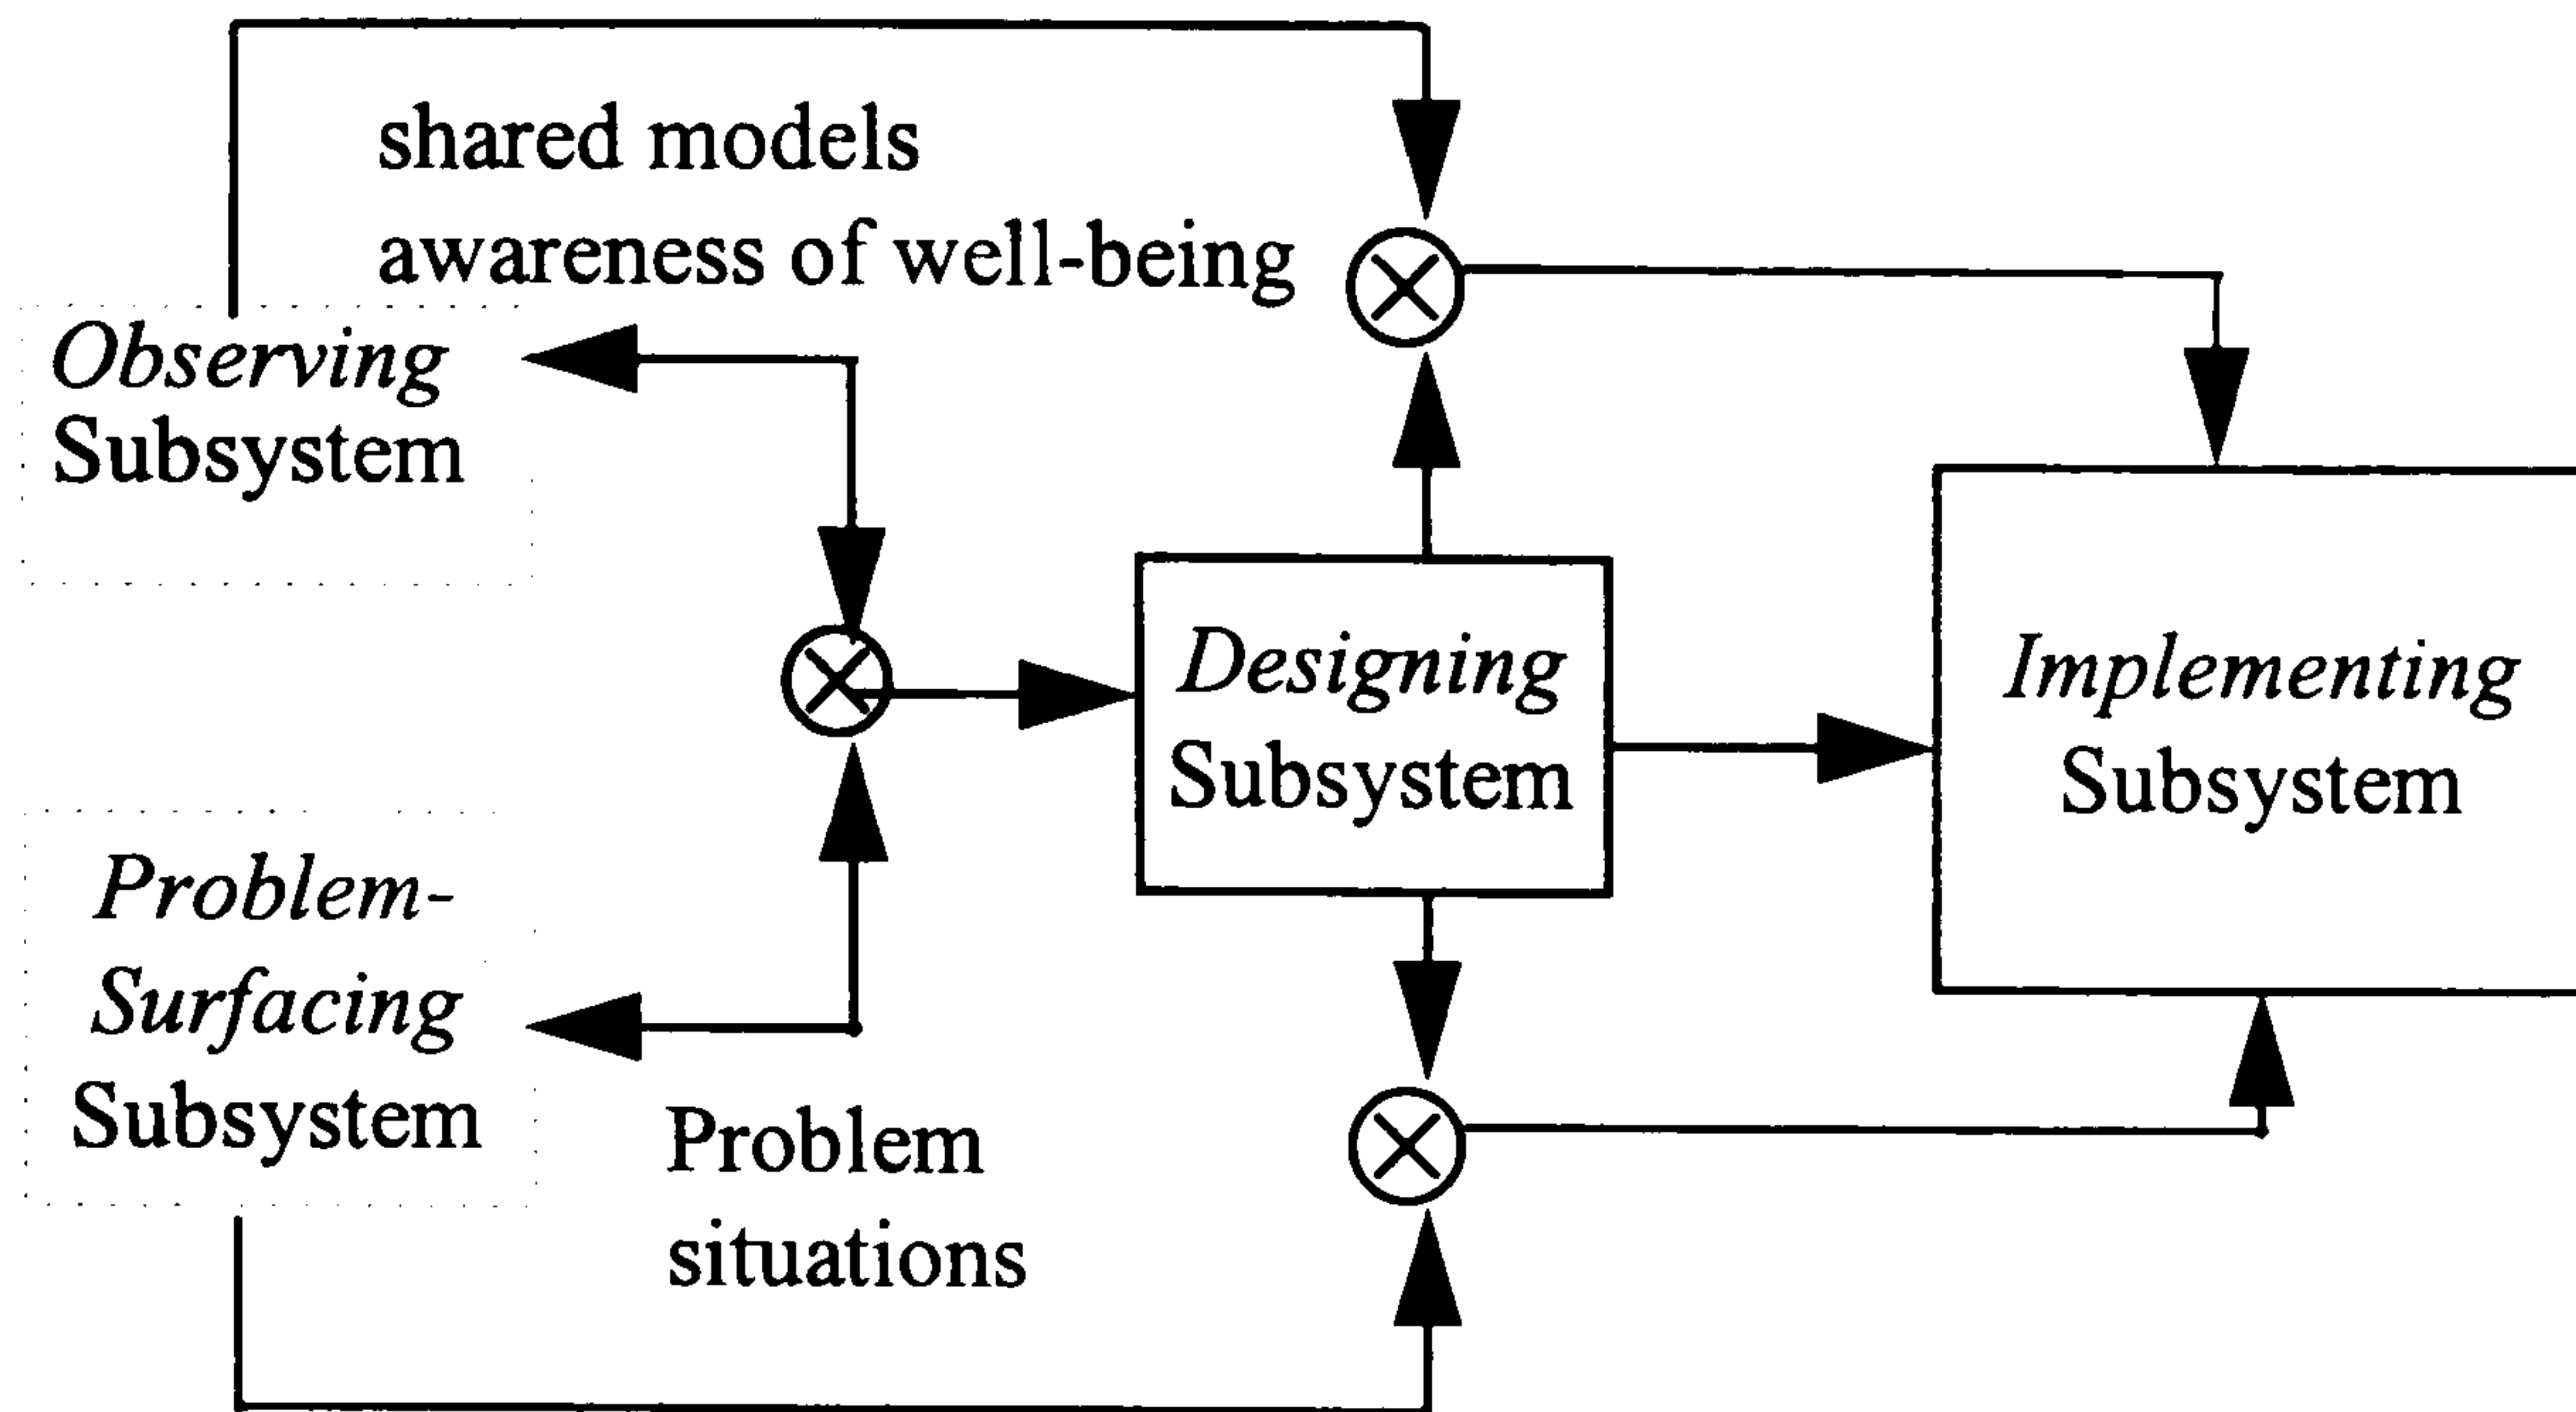 shared models
awareness of well-being
Observing
Subsystem
Designing
Subsystem
Implementing
Subsystem
Problem-
Surfacing
Subsystem
Problem
situations